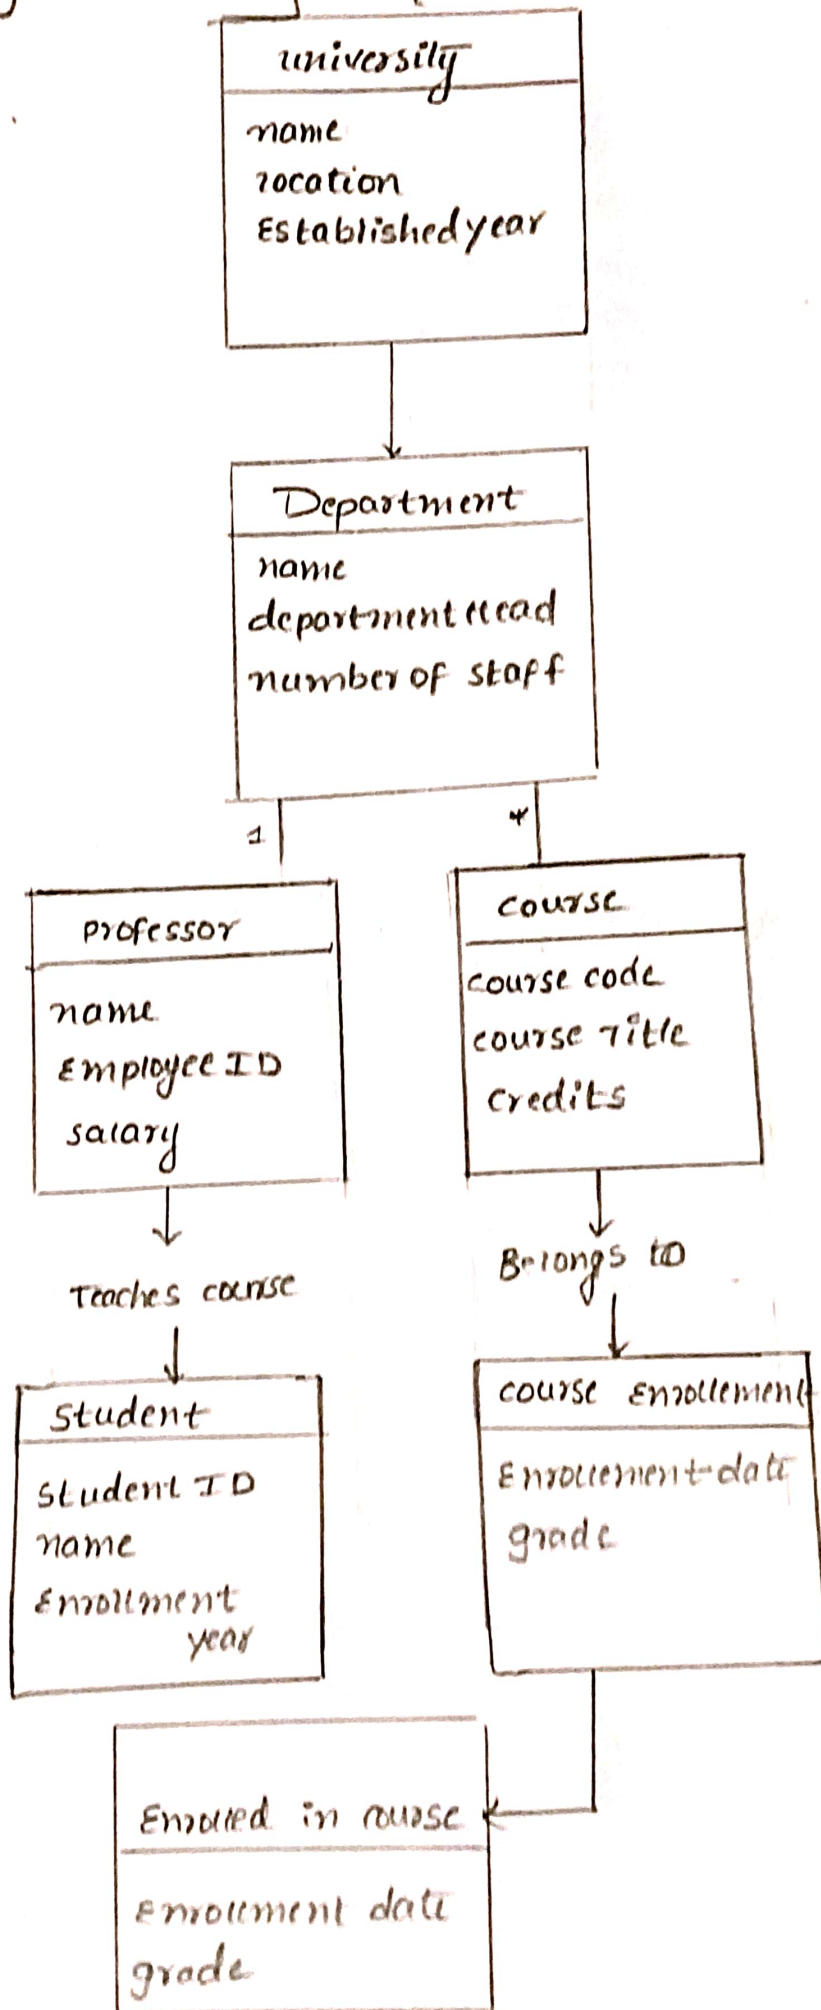 university
name
location
Establishedyear
Department
name
department Head
number of staff
1
*
professor
name
Employee ID
salary
course
course code
course Title
credits
Teaches course
Belongs to
Student
Student ID
name
Enrollment
year
course Enrollement
Enrollement date
grade
Enrolled in course
Enrollment date
grade